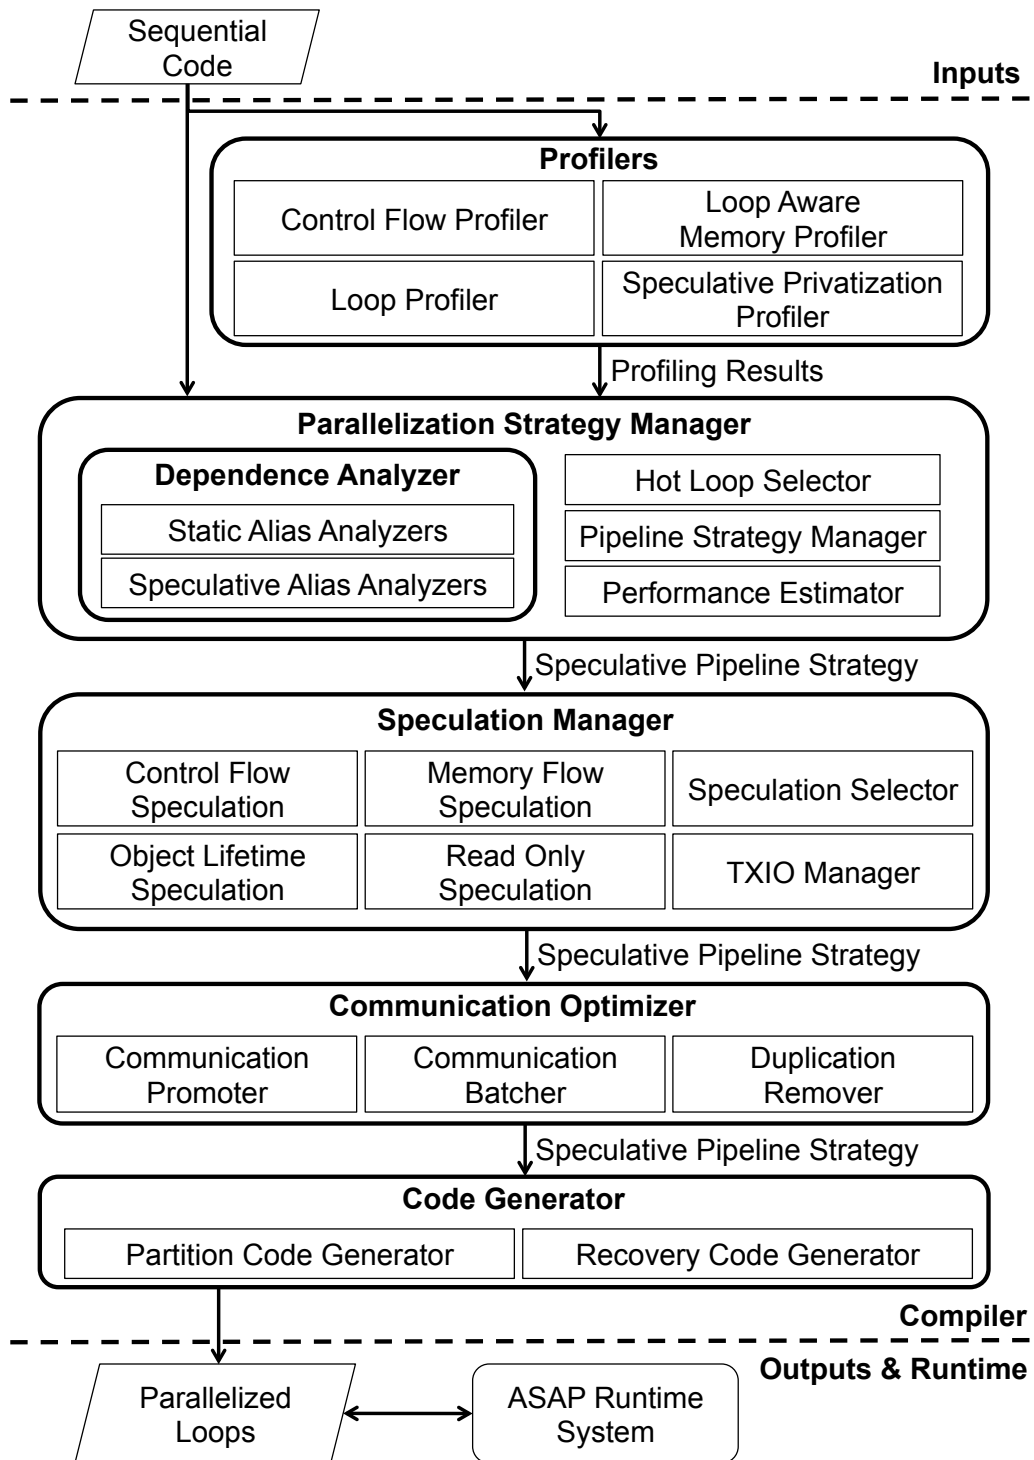 Sequential
Code
Inputs
Profilers
Control Flow Profiler
Loop Aware
Memory Profiler
Loop Profiler
Speculative Privatization
Profiler
Profiling Results
Parallelization Strategy Manager
Dependence Analyzer
Static Alias Analyzers
Speculative Alias Analyzers
Hot Loop Selector
Pipeline Strategy Manager
Performance Estimator
Speculative Pipeline Strategy
Speculation Manager
Control Flow
Speculation
Memory Flow
Speculation
Speculation Selector
Object Lifetime
Speculation
Read Only
Speculation
TXIO Manager
Speculative Pipeline Strategy
Communication Optimizer
Communication
Promoter
Communication
Batcher
Duplication
Remover
Speculative Pipeline Strategy
Code Generator
Partition Code Generator
Recovery Code Generator
Compiler
Outputs & Runtime
Parallelized
Loops
ASAP Runtime
System